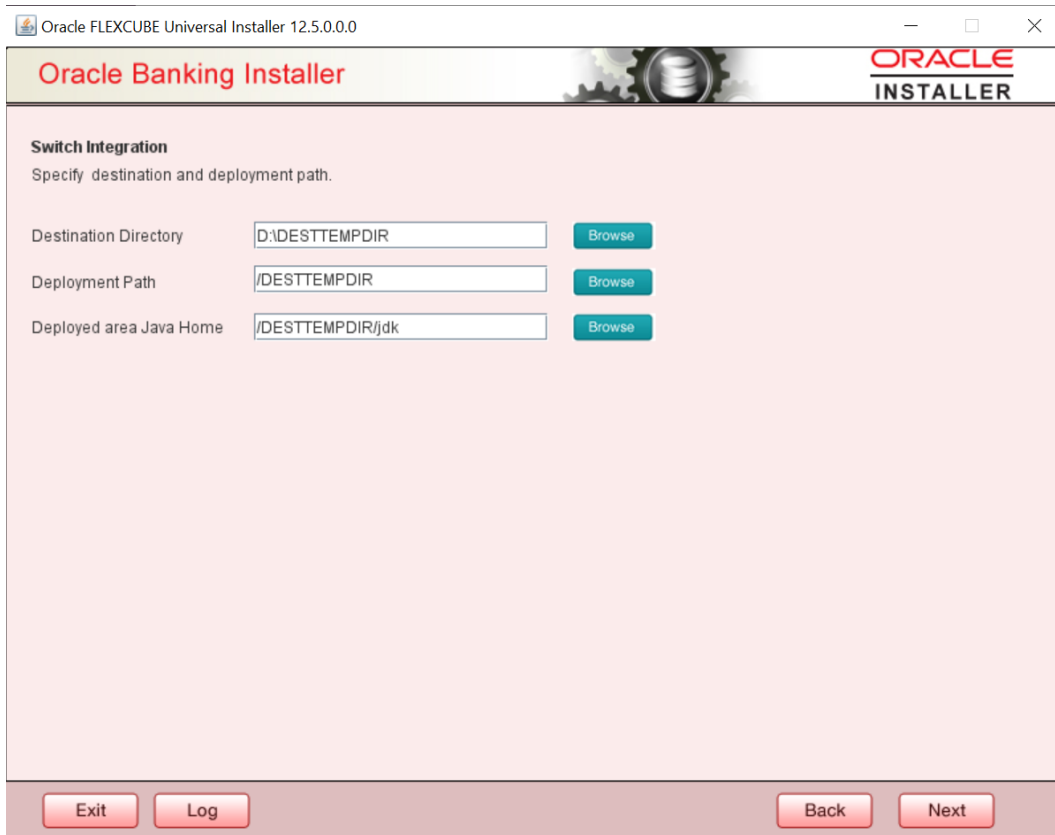 Oracle FLEXCUBE Universal Installer 12.5.0.0.0
Oracle Banking Installer
ORACLE
INSTALLER
Switch Integration
Specify destination and deployment path.
Destination Directory D:\DESTTEMPDIR Browse
Deployment Path /DESTTEMPDIR Browse
Deployed area Java Home /DESTTEMPDIR/jdk Browse
Exit Log Back Next